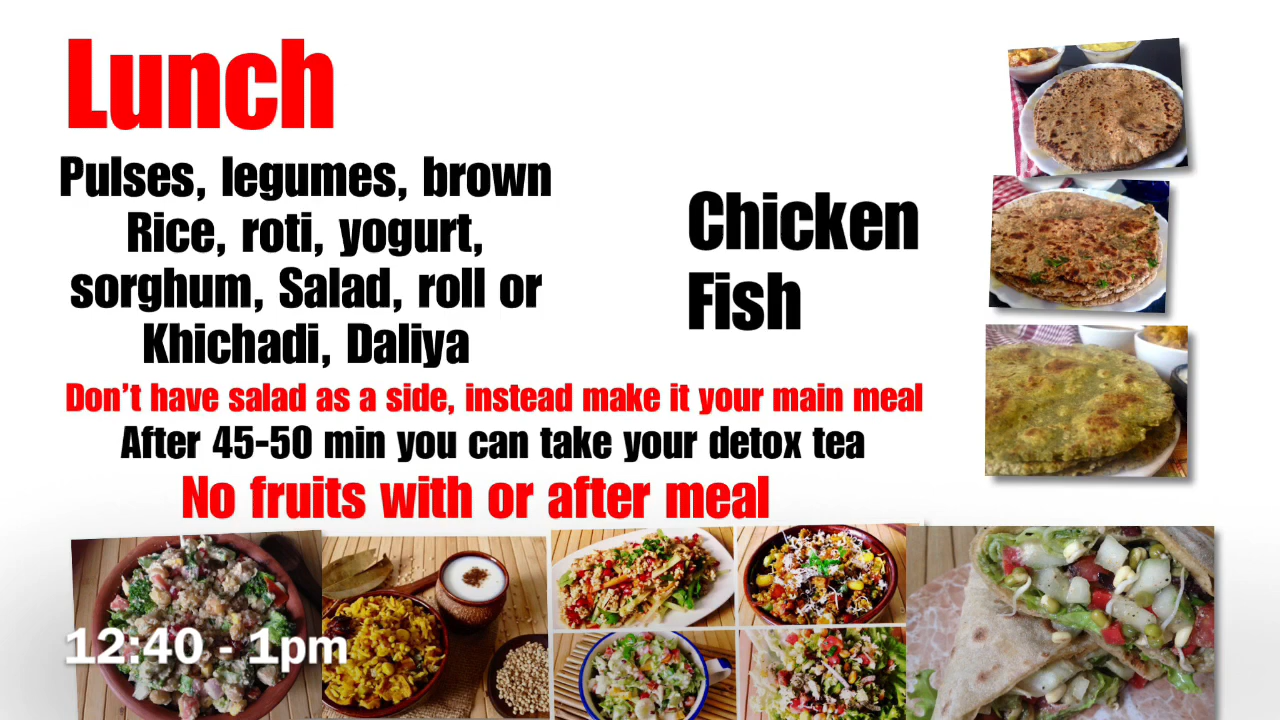 Lunch
Pulses, legumes, brown
Rice, roti, yogurt,
sorghum, Salad, roll or
Khichadi, Daliya
Chicken
Fish
Don't have salad as a side, instead make it your main meal
After 45-50 min you can take your detox tea
No fruits with or after meal
12:40 - 1pm